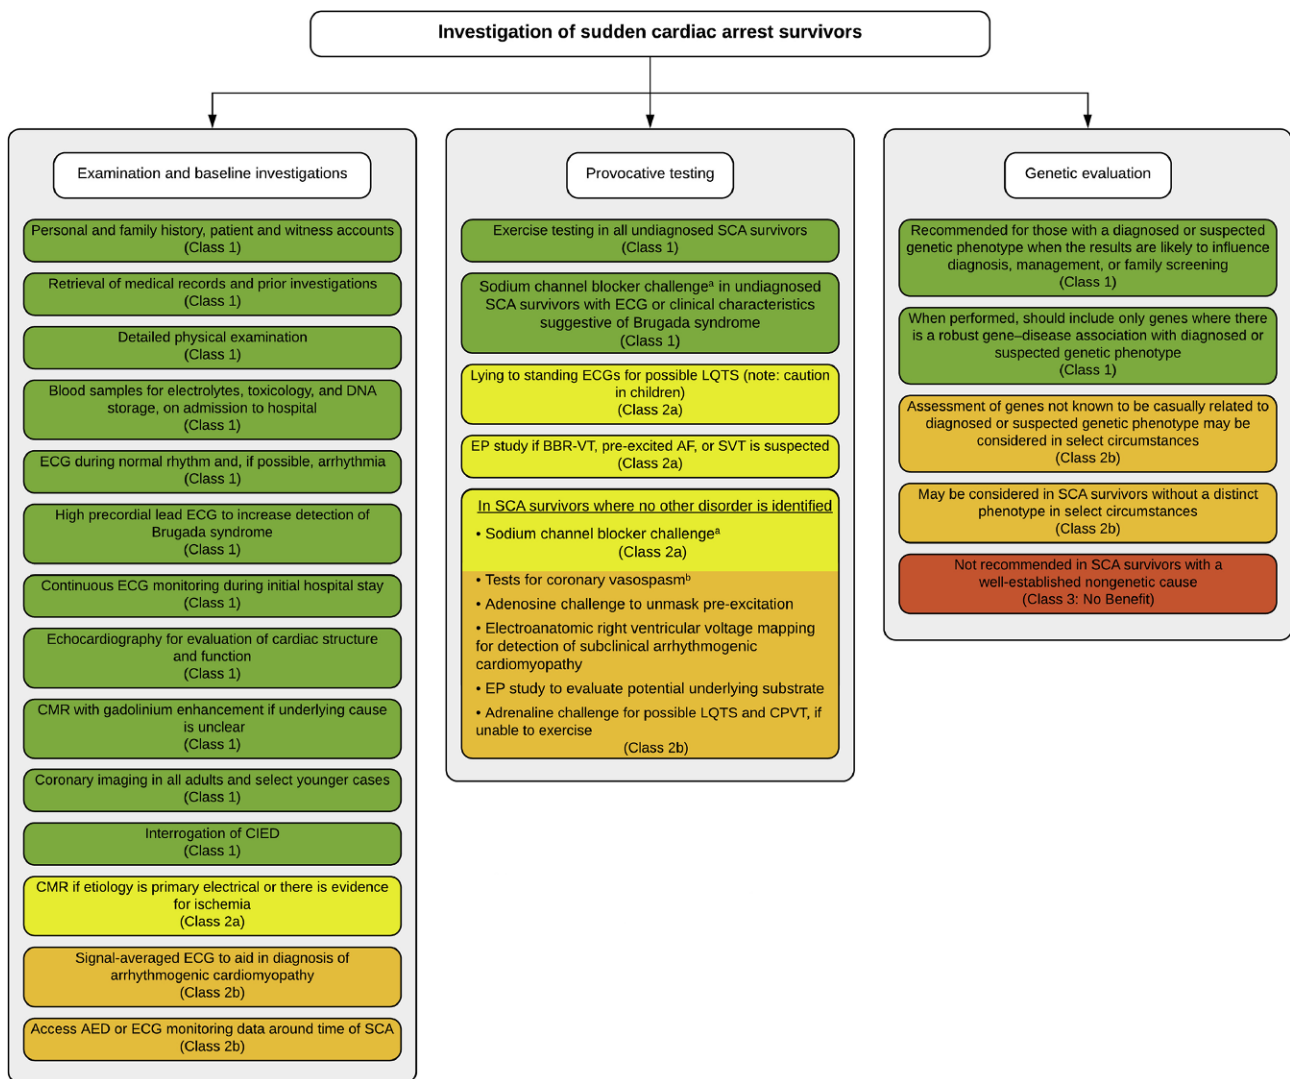 Investigation of sudden cardiac arrest survivors
Examination and baseline investigations
Personal and family history, patient and witness accounts
(Class 1)
Retrieval of medical records and prior investigations
(Class 1)
Detailed physical examination
(Class 1)
Blood samples for electrolytes, toxicology, and DNA
storage, on admission to hospital
(Class 1)
ECG during normal rhythm and, if possible, arrhythmia
(Class 1)
High precordial lead ECG to increase detection of
Brugada syndrome
(Class 1)
Continuous ECG monitoring during initial hospital stay
(Class 1)
Echocardiography for evaluation of cardiac structure
and function
(Class 1)
CMR with gadolinium enhancement if underlying cause
is unclear
(Class 1)
Coronary imaging in all adults and select younger cases
(Class 1)
Interrogation of CIED
(Class 1)
CMR if etiology is primary electrical or there is evidence
for ischemia
(Class 2a)
Signal-averaged ECG to aid in diagnosis of
arrhythmogenic cardiomyopathy
(Class 2b)
Access AED or ECG monitoring data around time of SCA
(Class 2b)
Provocative testing
Exercise testing in all undiagnosed SCA survivors
(Class 1)
Sodium channel blocker challengeᵃ in undiagnosed
SCA survivors with ECG or clinical characteristics
suggestive of Brugada syndrome
(Class 1)
Lying to standing ECGs for possible LQTS (note: caution
in children)
(Class 2a)
EP study if BBR-VT, pre-excited AF, or SVT is suspected
(Class 2a)
In SCA survivors where no other disorder is identified
• Sodium channel blocker challengeᵃ
(Class 2a)
• Tests for coronary vasospasmᵇ
• Adenosine challenge to unmask pre-excitation
• Electroanatomic right ventricular voltage mapping
for detection of subclinical arrhythmogenic
cardiomyopathy
• EP study to evaluate potential underlying substrate
• Adrenaline challenge for possible LQTS and CPVT, if
unable to exercise
(Class 2b)
Genetic evaluation
Recommended for those with a diagnosed or suspected
genetic phenotype when the results are likely to influence
diagnosis, management, or family screening
(Class 1)
When performed, should include only genes where there
is a robust gene–disease association with diagnosed or
suspected genetic phenotype
(Class 1)
Assessment of genes not known to be casually related to
diagnosed or suspected genetic phenotype may be
considered in select circumstances
(Class 2b)
May be considered in SCA survivors without a distinct
phenotype in select circumstances
(Class 2b)
Not recommended in SCA survivors with a
well-established nongenetic cause
(Class 3: No Benefit)